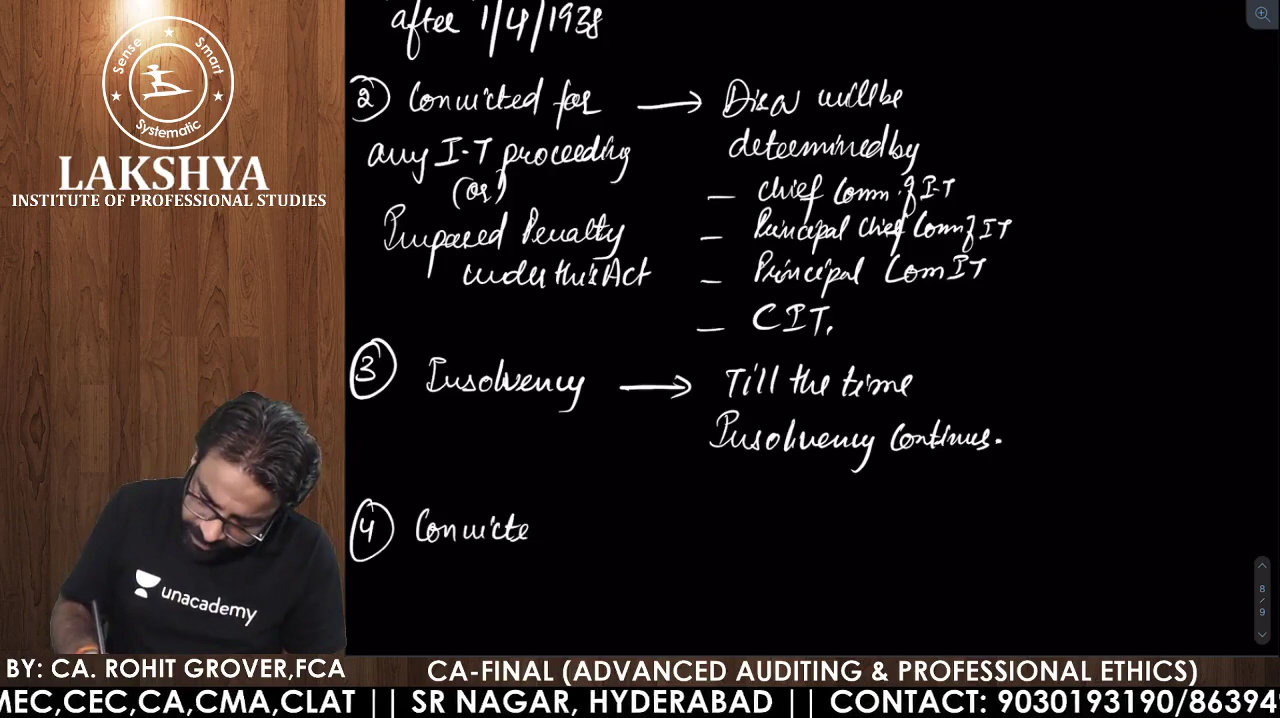 after 1/4/1938
Sense
Smart
Systematic
LAKSHYA
INSTITUTE OF PROFESSIONAL STUDIES
② Convicted for → Disq will be
any I-T proceeding determined by
(or) — Chief Comm of I-T
Imposed Penalty — Principal Chief Comm of IT
under this Act — Principal Com IT
— CIT.
③ Insolvency → Till the time
Insolvency continues.
④ Convicte
unacademy
8
/
9
BY: CA. ROHIT GROVER,FCA CA-FINAL (ADVANCED AUDITING & PROFESSIONAL ETHICS)
MEC,CEC,CA,CMA,CLAT || SR NAGAR, HYDERABAD || CONTACT: 9030193190/86394